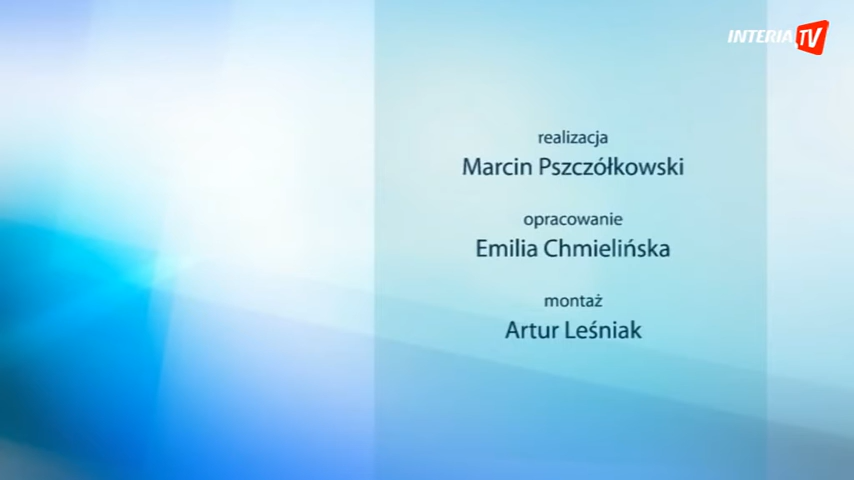 INTERIA.TV
realizacja
Marcin Pszczółkowski
opracowanie
Emilia Chmielińska
montaż
Artur Leśniak